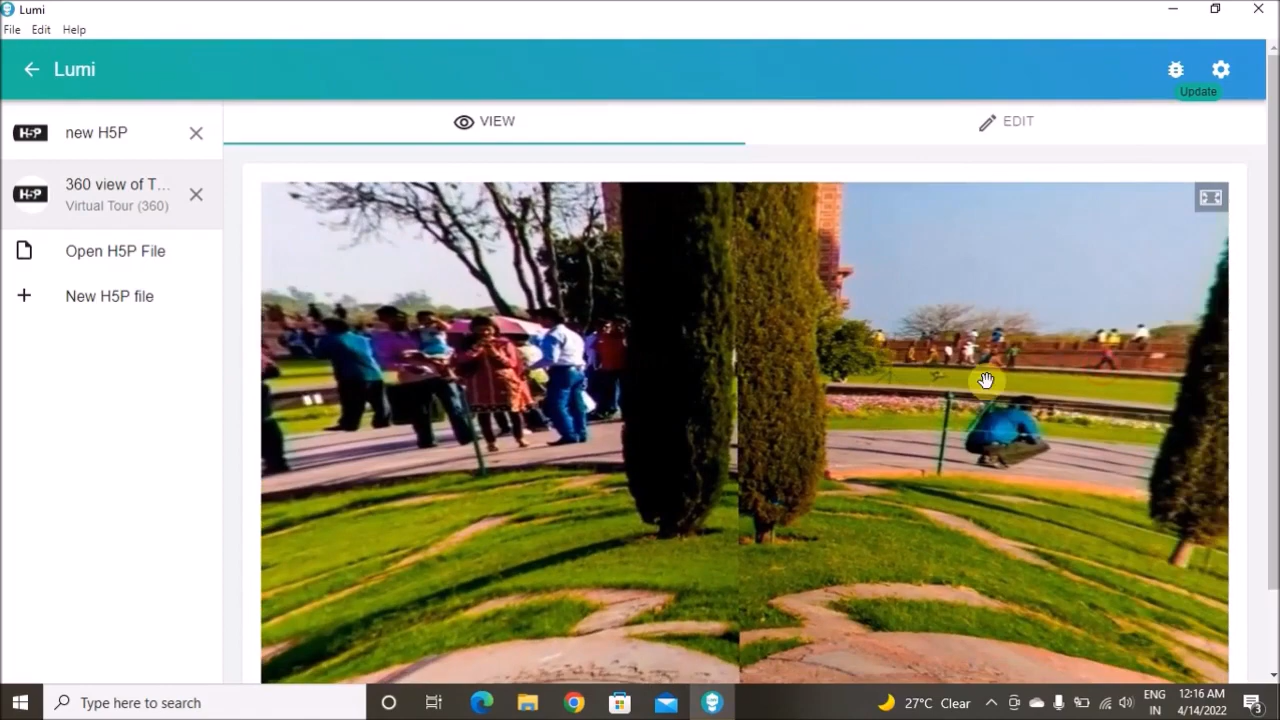 Lumi
File Edit Help
Lumi
Update
H5P new H5P
VIEW
EDIT
H5P 360 view of T...
Virtual Tour (360)
Open H5P File
New H5P file
Type here to search
27°C Clear
ENG
IN
12:16 AM
4/14/2022
3